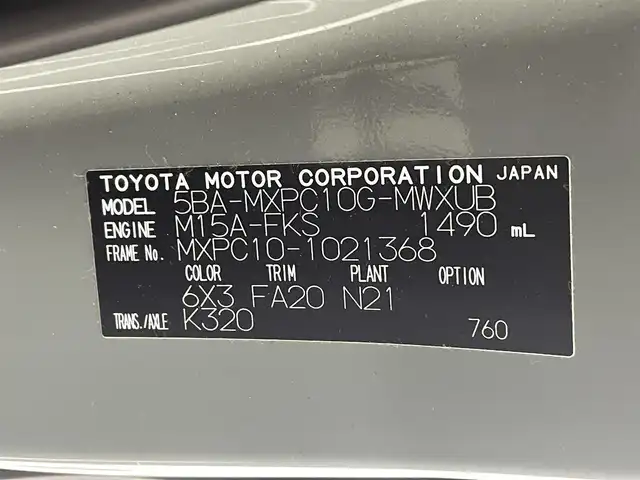 TOYOTA MOTOR CORPORATION JAPAN
MODEL 5BA-MXPC10G-MWXUB
ENGINE M15A-FKS 1490 mL
FRAME No. MXPC10-1021368
COLOR TRIM PLANT OPTION
6X3 FA20 N21
TRANS./AXLE K320 760